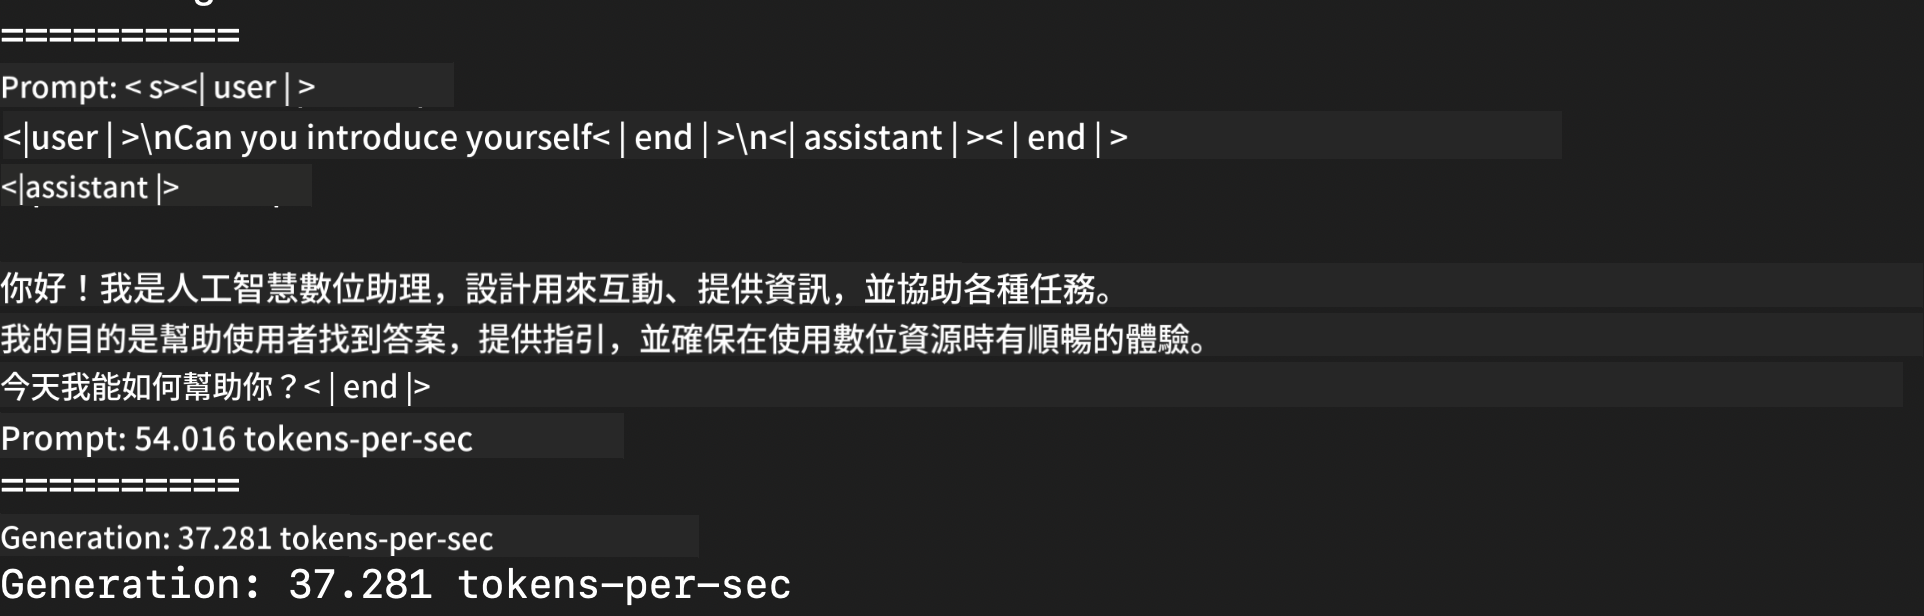 ==========
Prompt: < s><| user | >
<|user | >\nCan you introduce yourself< | end | >\n<| assistant | >< | end | >
<|assistant |>
你好！我是人工智慧數位助理，設計用來互動、提供資訊，並協助各種任務。
我的目的是幫助使用者找到答案，提供指引，並確保在使用數位資源時有順暢的體驗。
今天我能如何幫助你？< | end |>
Prompt: 54.016 tokens-per-sec
==========
Generation: 37.281 tokens-per-sec
Generation: 37.281 tokens-per-sec